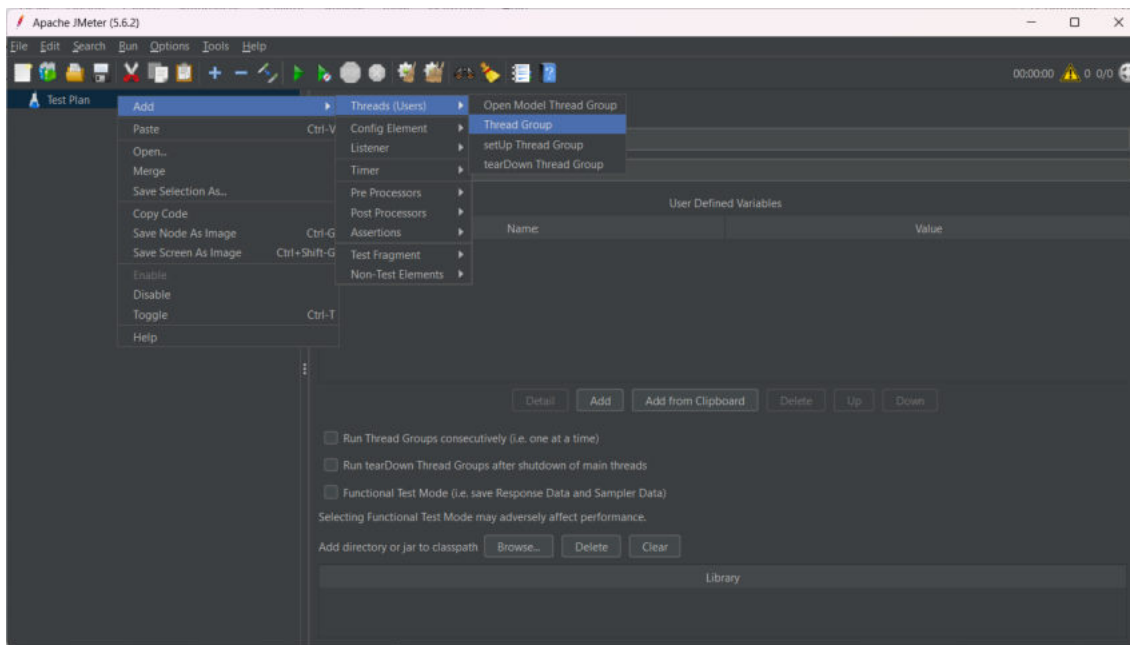 Apache JMeter (5.6.2)
File Edit Search Run Options Tools Help
00:00:00 0 0/0
Test Plan
Add
Paste Ctrl-V
Open...
Merge
Save Selection As...
Copy Code
Save Node As Image Ctrl-G
Save Screen As Image Ctrl+Shift-G
Enable
Disable
Toggle Ctrl-T
Help
Threads (Users)
Config Element
Listener
Timer
Pre Processors
Post Processors
Assertions
Test Fragment
Non-Test Elements
Open Model Thread Group
Thread Group
setUp Thread Group
tearDown Thread Group
User Defined Variables
Name: Value
Detail Add Add from Clipboard Delete Up Down
Run Thread Groups consecutively (i.e. one at a time)
Run tearDown Thread Groups after shutdown of main threads
Functional Test Mode (i.e. save Response Data and Sampler Data)
Selecting Functional Test Mode may adversely affect performance.
Add directory or jar to classpath Browse... Delete Clear
Library